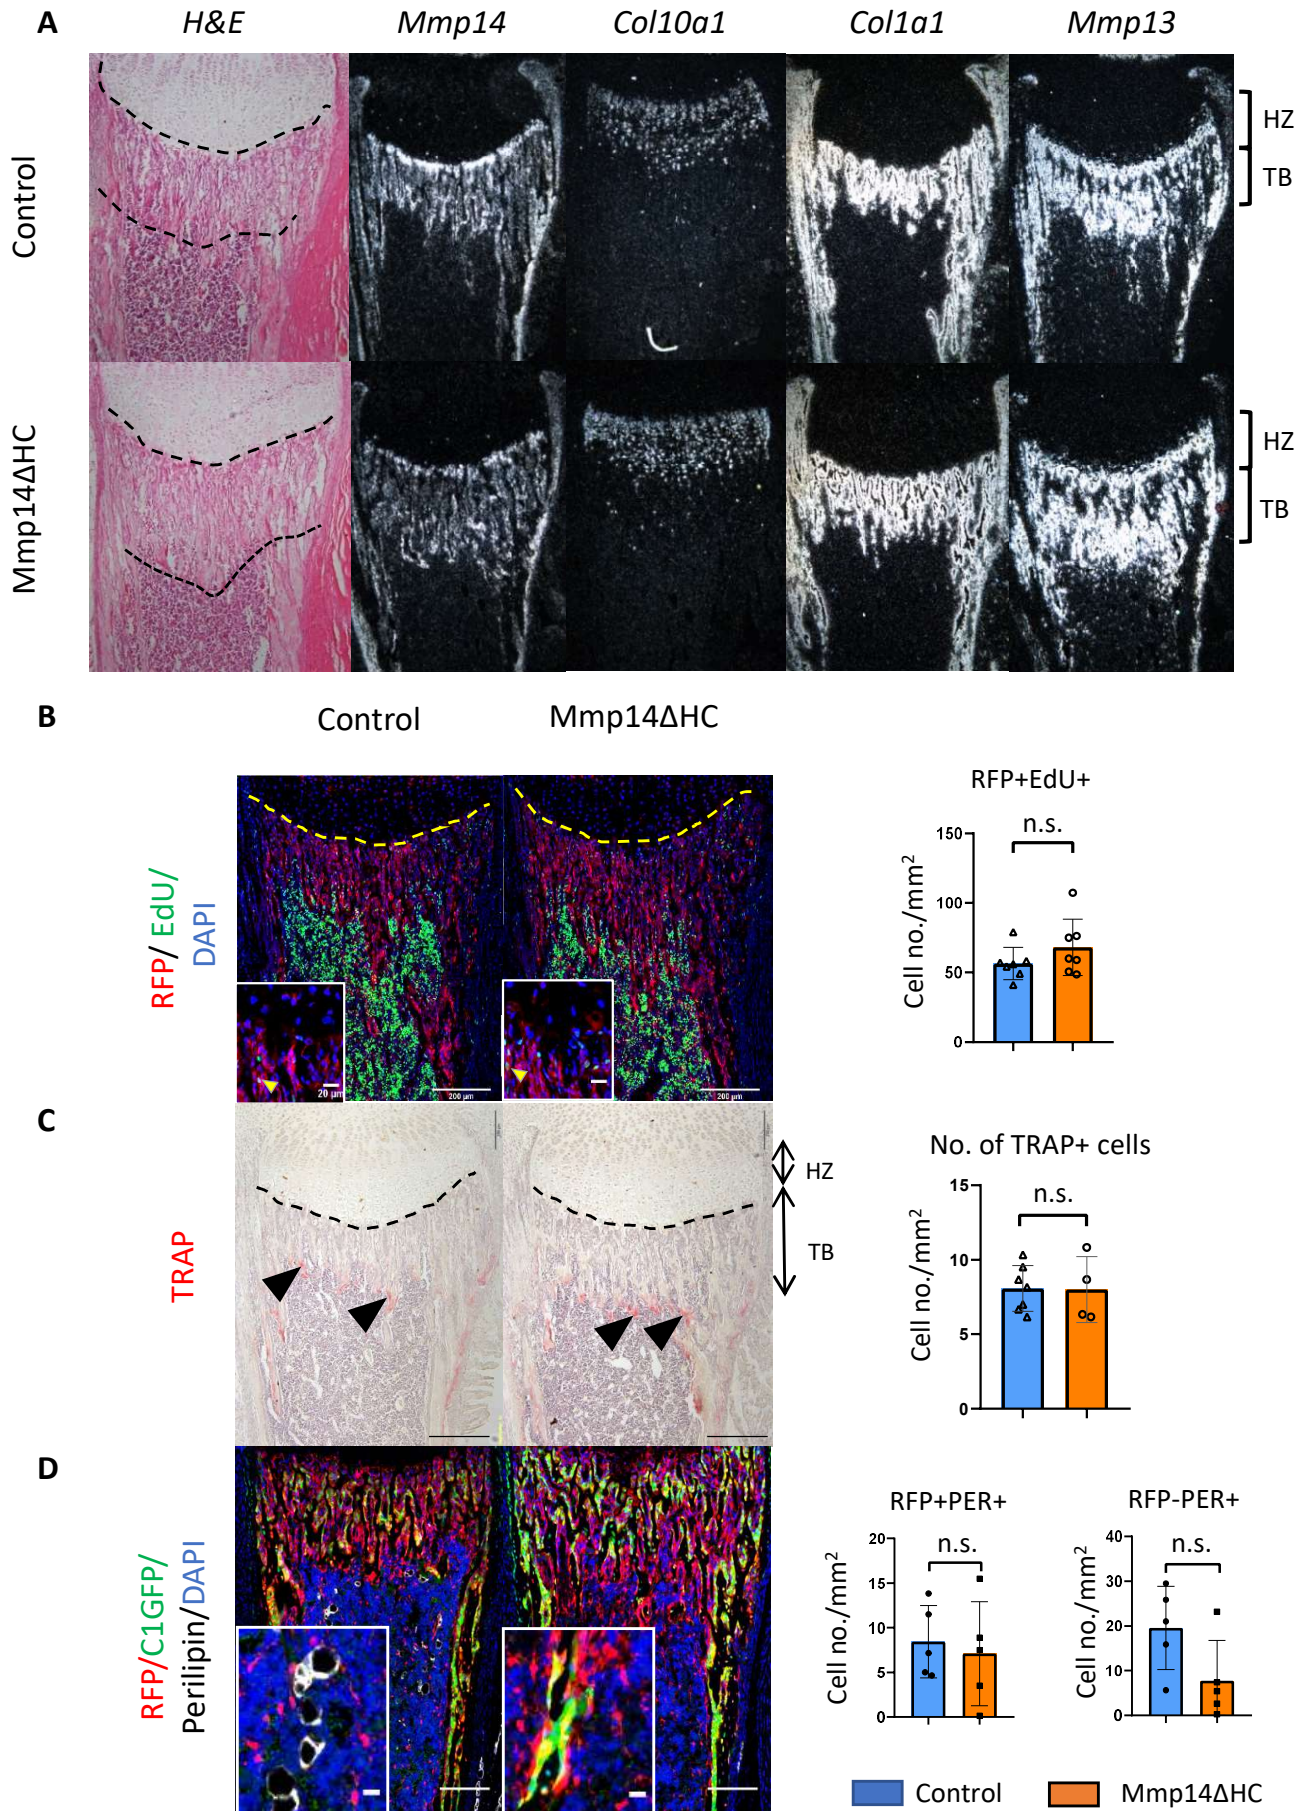 A
H&E
Mmp14
Col10a1
Col1a1
Mmp13
Control
HZ
TB
Mmp14ΔHC
HZ
TB
B
Control
Mmp14ΔHC
RFP/ EdU/
DAPI
20 µm
200 µm
200 µm
RFP+EdU+
n.s.
Cell no./mm²
150
100
50
0
C
TRAP
HZ
TB
No. of TRAP+ cells
n.s.
Cell no./mm²
15
10
5
0
D
RFP/C1GFP/
Perilipin/DAPI
RFP+PER+
n.s.
Cell no./mm²
20
15
10
5
0
RFP-PER+
n.s.
Cell no./mm²
40
30
20
10
0
Control
Mmp14ΔHC